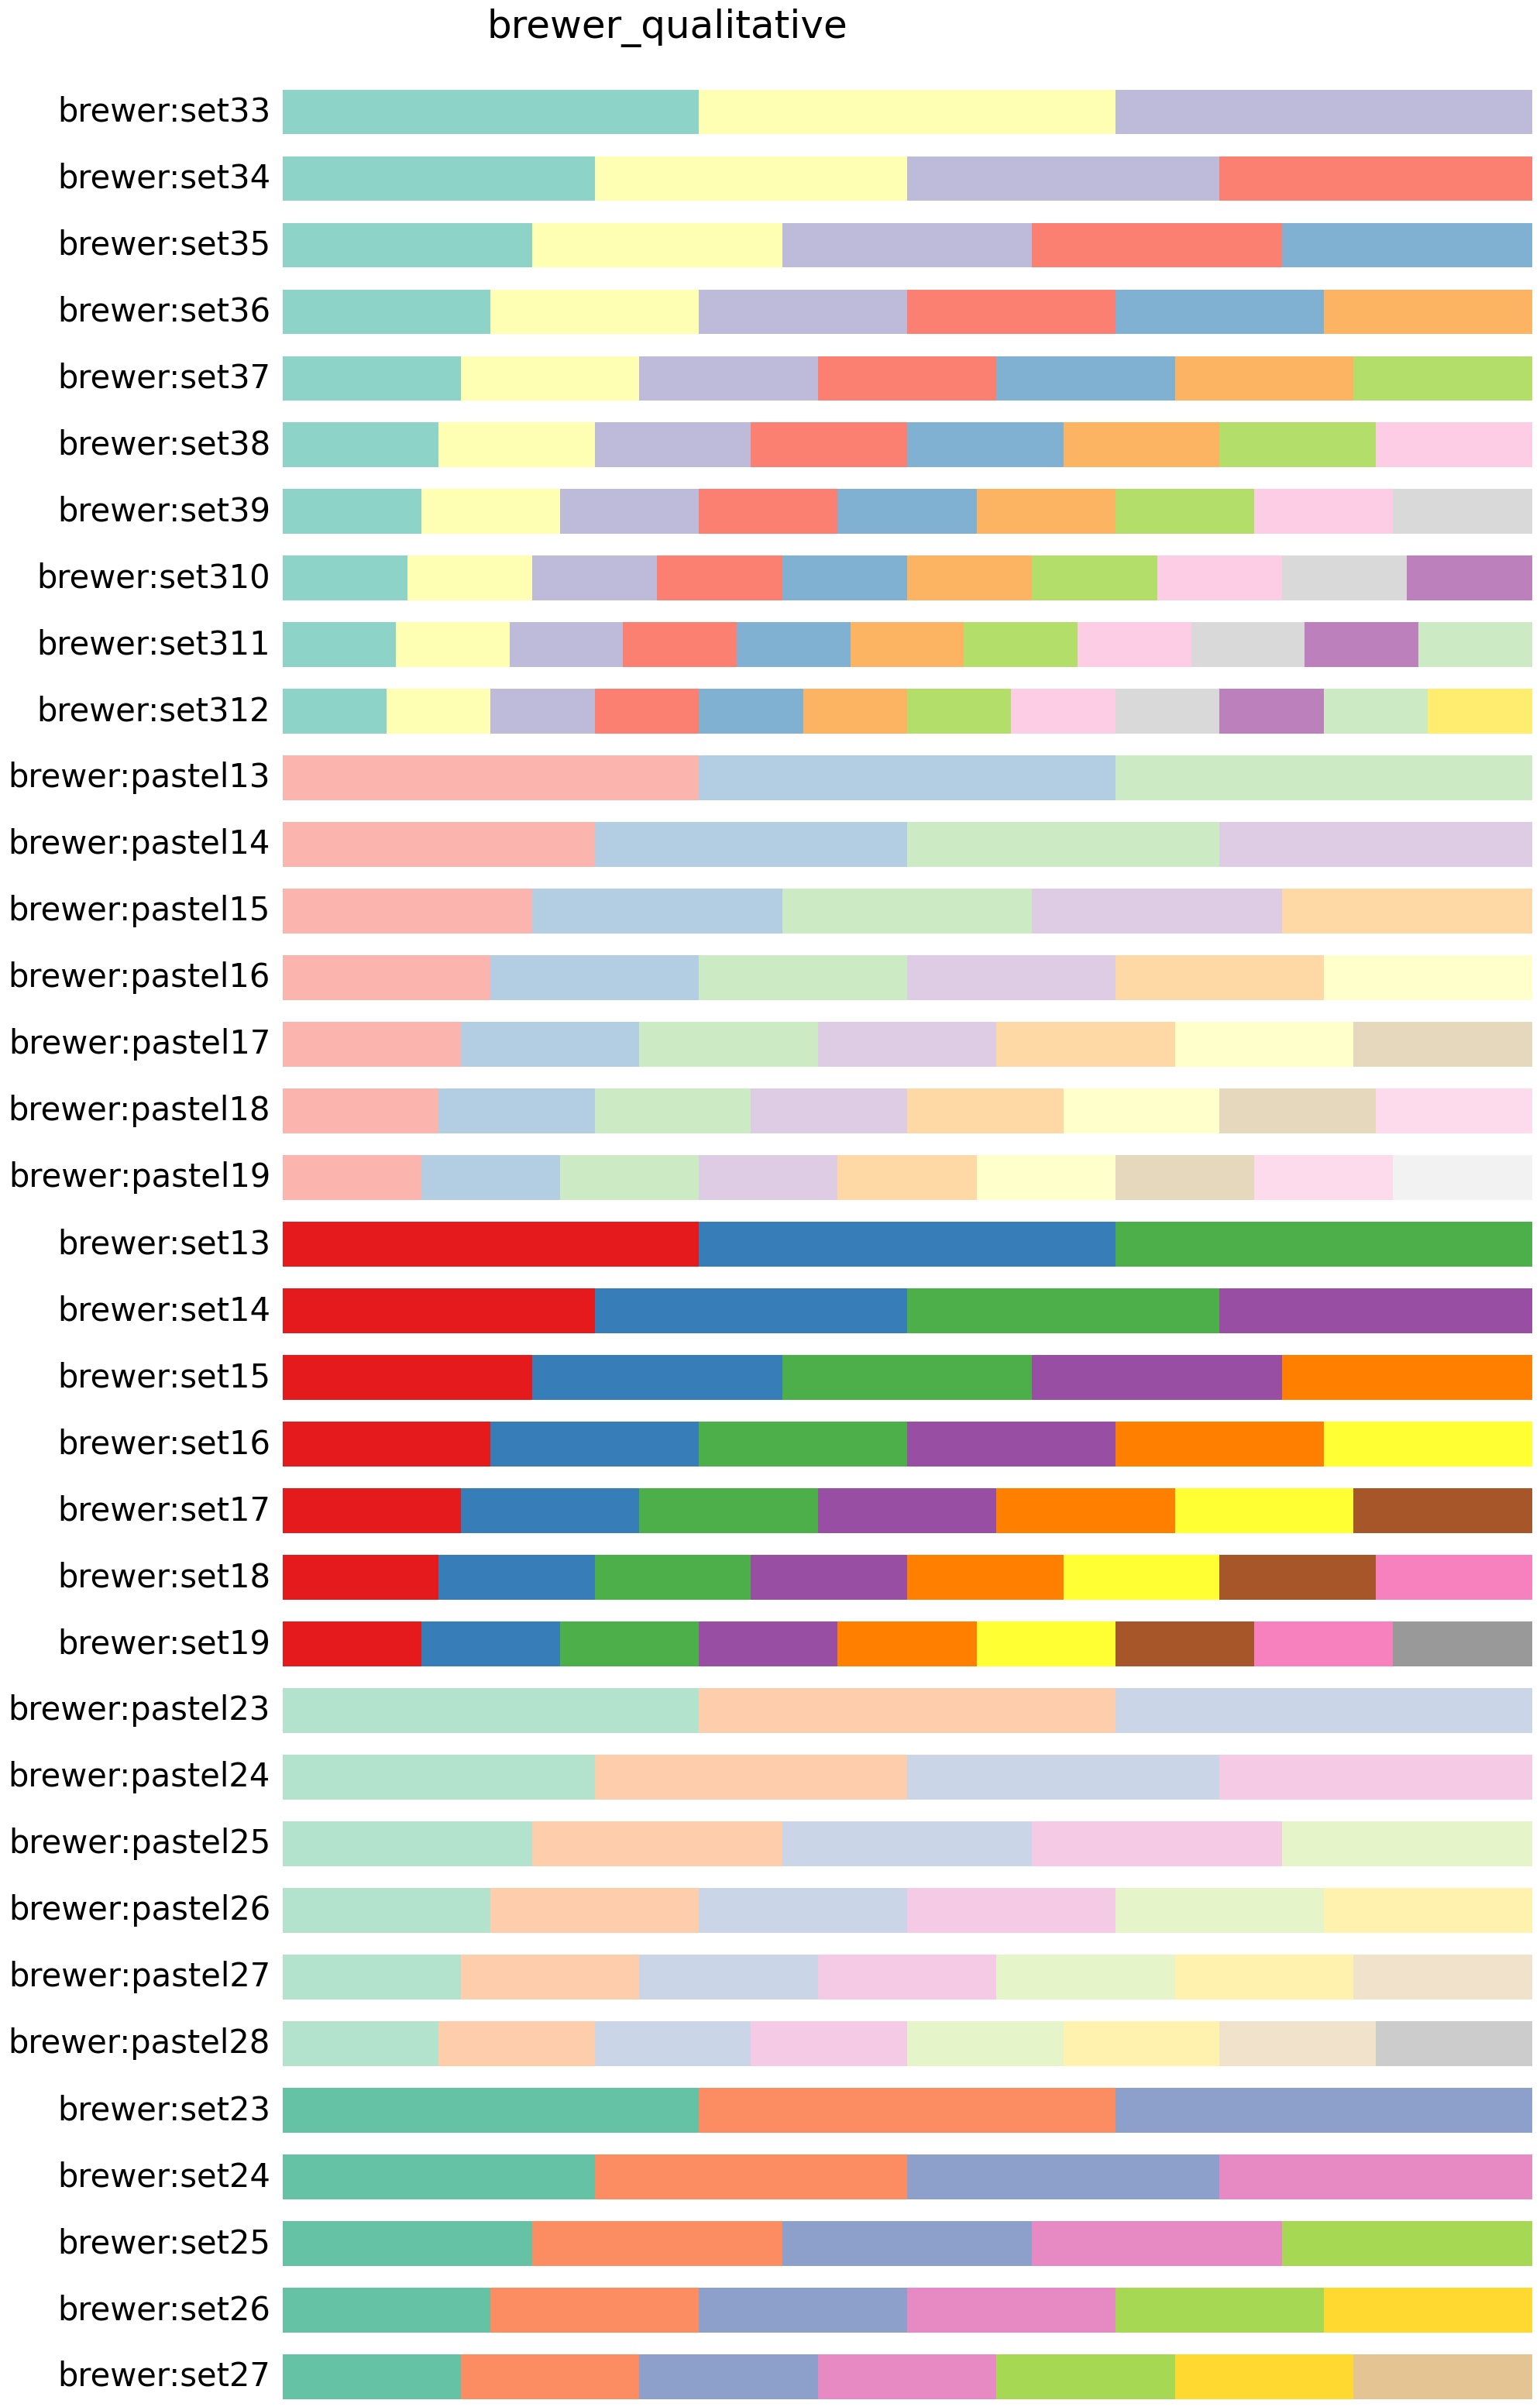 brewer_qualitative
brewer:set33
brewer:set34
brewer:set35
brewer:set36
brewer:set37
brewer:set38
brewer:set39
brewer:set310
brewer:set311
brewer:set312
brewer:pastel13
brewer:pastel14
brewer:pastel15
brewer:pastel16
brewer:pastel17
brewer:pastel18
brewer:pastel19
brewer:set13
brewer:set14
brewer:set15
brewer:set16
brewer:set17
brewer:set18
brewer:set19
brewer:pastel23
brewer:pastel24
brewer:pastel25
brewer:pastel26
brewer:pastel27
brewer:pastel28
brewer:set23
brewer:set24
brewer:set25
brewer:set26
brewer:set27